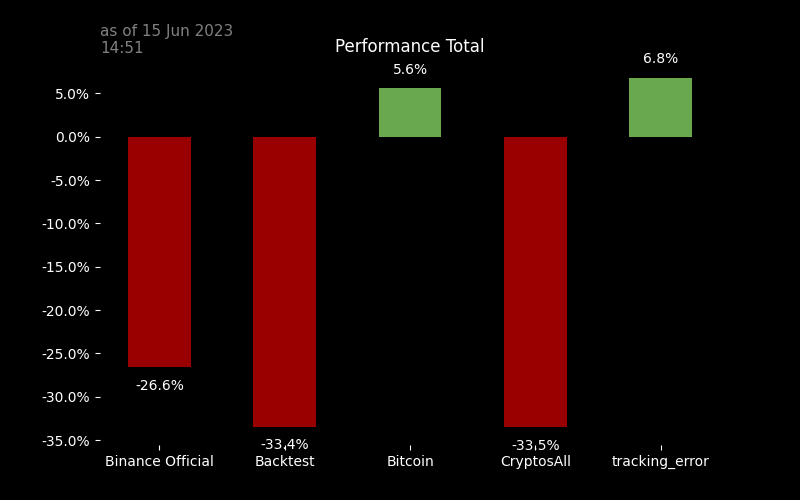 as of 15 Jun 2023
14:51
Performance Total
5.6%
6.8%
5.0%
0.0%
-5.0%
-10.0%
-15.0%
-20.0%
-25.0%
-30.0%
-35.0%
-26.6%
-33.4%
-33.5%
Binance Official
Backtest
Bitcoin
CryptosAll
tracking_error